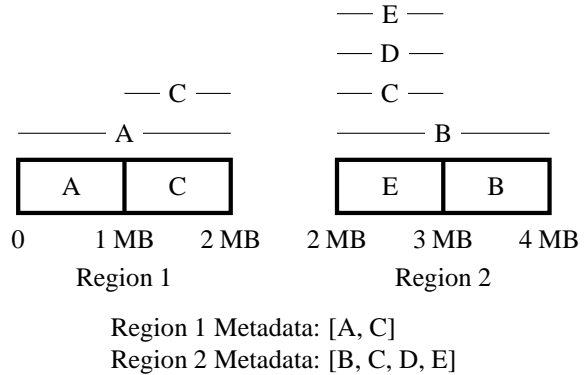 E
D
C C
A B
A C E B
0 1 MB 2 MB 2 MB 3 MB 4 MB
Region 1 Region 2
Region 1 Metadata: [A, C]
Region 2 Metadata: [B, C, D, E]